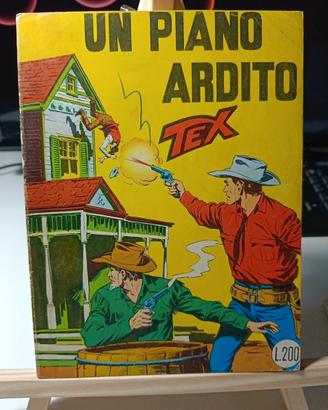 UN PIANO
ARDITO
TEX
L.200